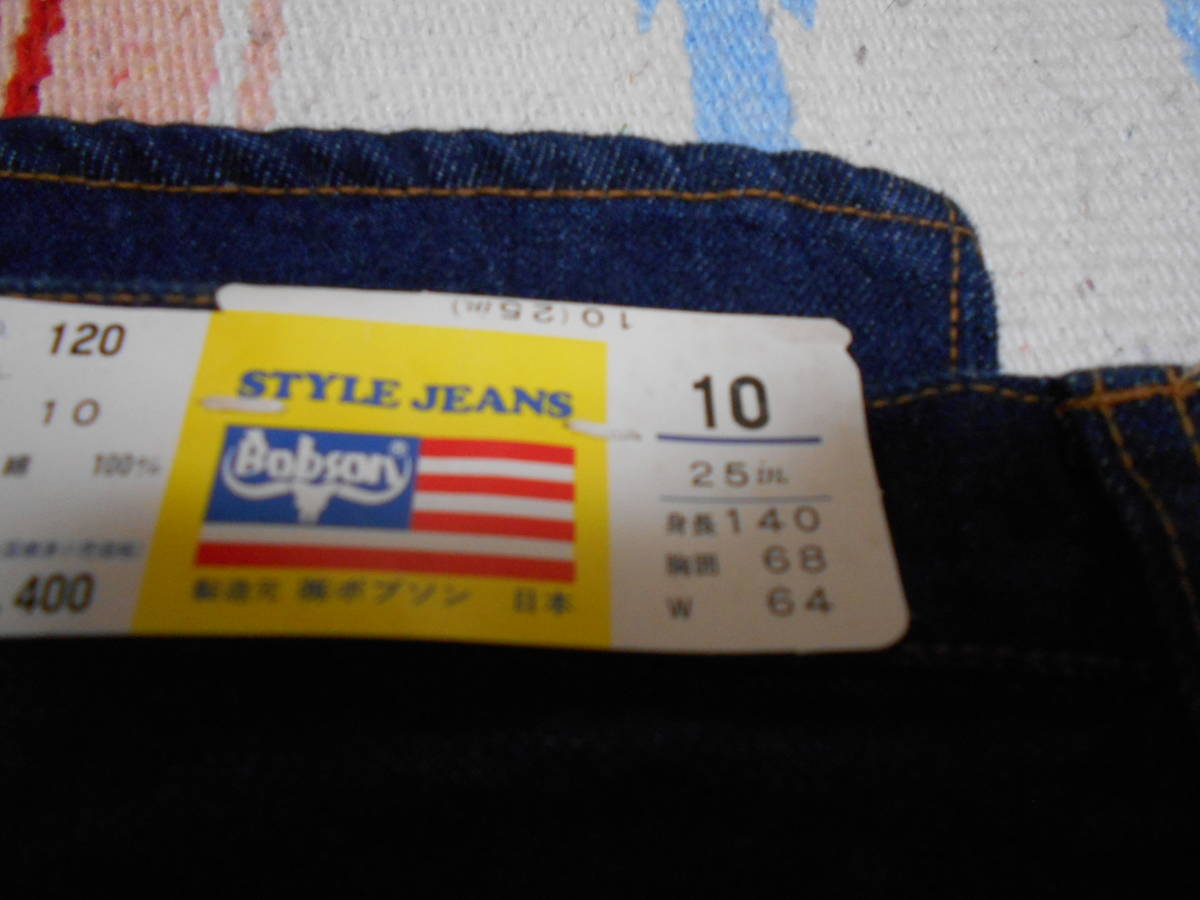 10(25in)
120
10
綿 100%
400
STYLE JEANS
Bobson®
製造元 ㈱ボブソン 日本
10
25in.
身長140
胸囲 68
W 64